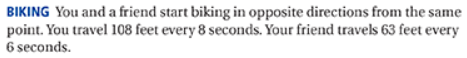 BIKING You and a friend start biking in opposite directions from the same
point. You travel 108 feet every 8 seconds. Your friend travels 63 feet every
6 seconds.